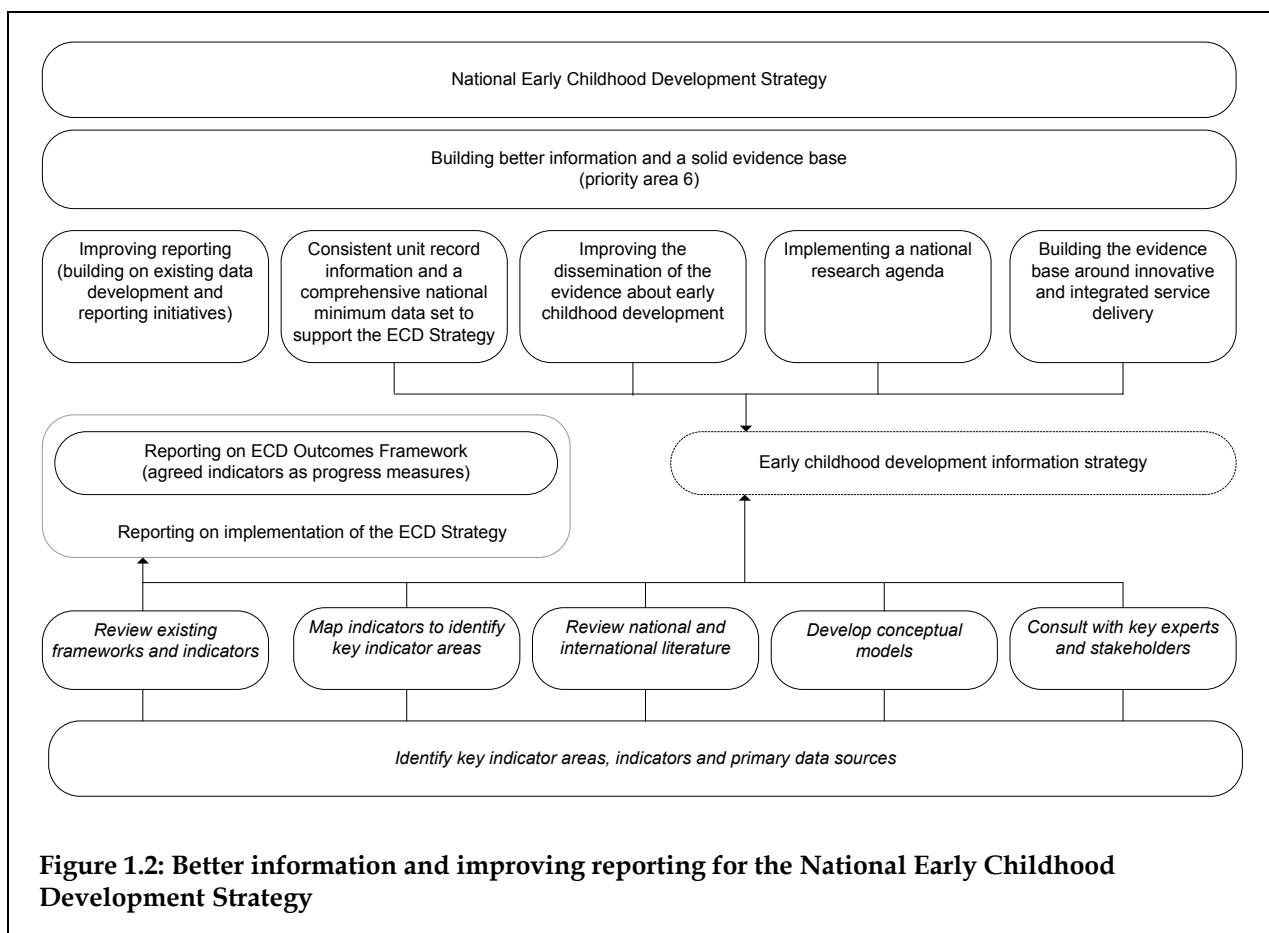 National Early Childhood Development Strategy
Building better information and a solid evidence base
(priority area 6)
Improving reporting
(building on existing data
development and
reporting initiatives)
Consistent unit record
information and a
comprehensive national
minimum data set to
support the ECD Strategy
Improving the
dissemination of the
evidence about early
childhood development
Implementing a national
research agenda
Building the evidence
base around innovative
and integrated service
delivery
Reporting on ECD Outcomes Framework
(agreed indicators as progress measures)
Reporting on implementation of the ECD Strategy
Early childhood development information strategy
Review existing
frameworks and indicators
Map indicators to identify
key indicator areas
Review national and
international literature
Develop conceptual
models
Consult with key experts
and stakeholders
Identify key indicator areas, indicators and primary data sources
Figure 1.2: Better information and improving reporting for the National Early Childhood
Development Strategy